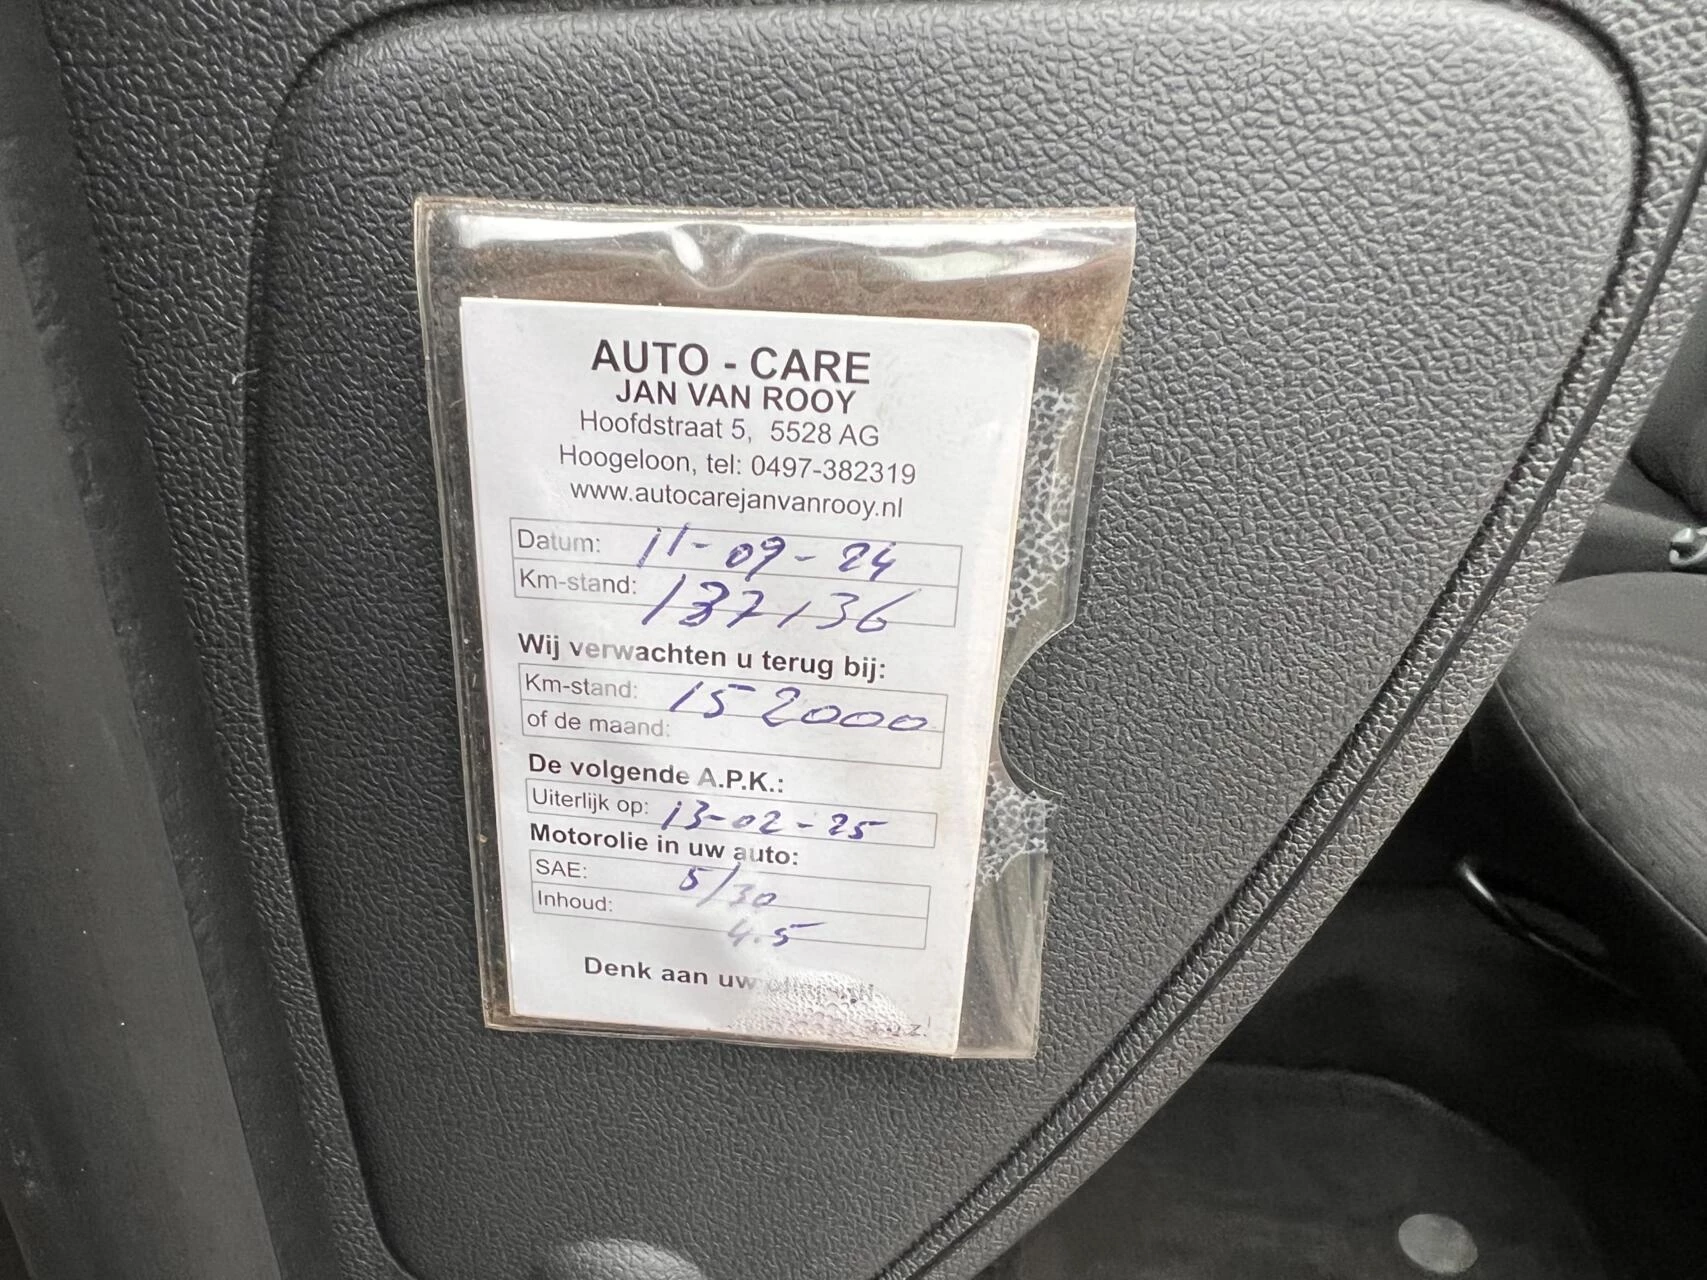 AUTO - CARE
JAN VAN ROOY
Hoofdstraat 5, 5528 AG
Hoogeloon, tel: 0497-382319
www.autocarejanvanrooy.nl
Datum: 11-09-24
Km-stand: 137136
Wij verwachten u terug bij:
Km-stand: 152000
of de maand:
De volgende A.P.K.:
Uiterlijk op: 13-02-25
Motorolie in uw auto:
SAE: 5/30
Inhoud: 4.5
Denk aan uw